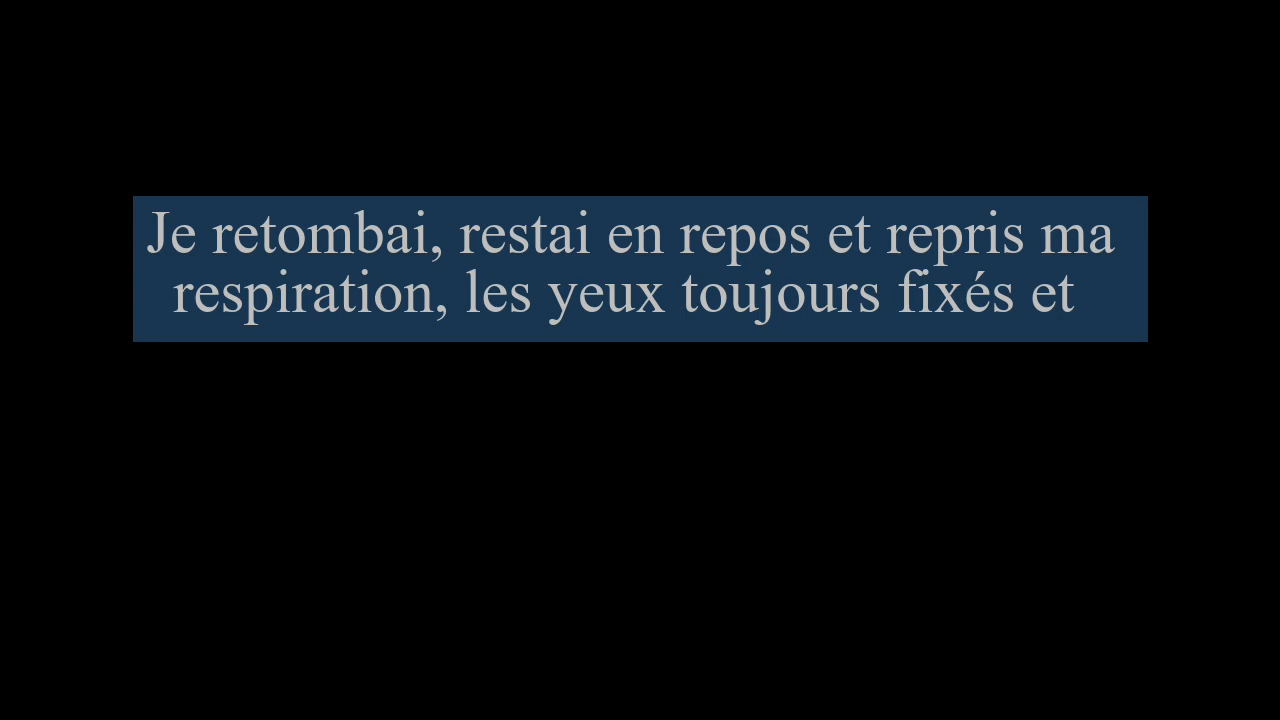 Je retombai, restai en repos et repris ma
respiration, les yeux toujours fixés et